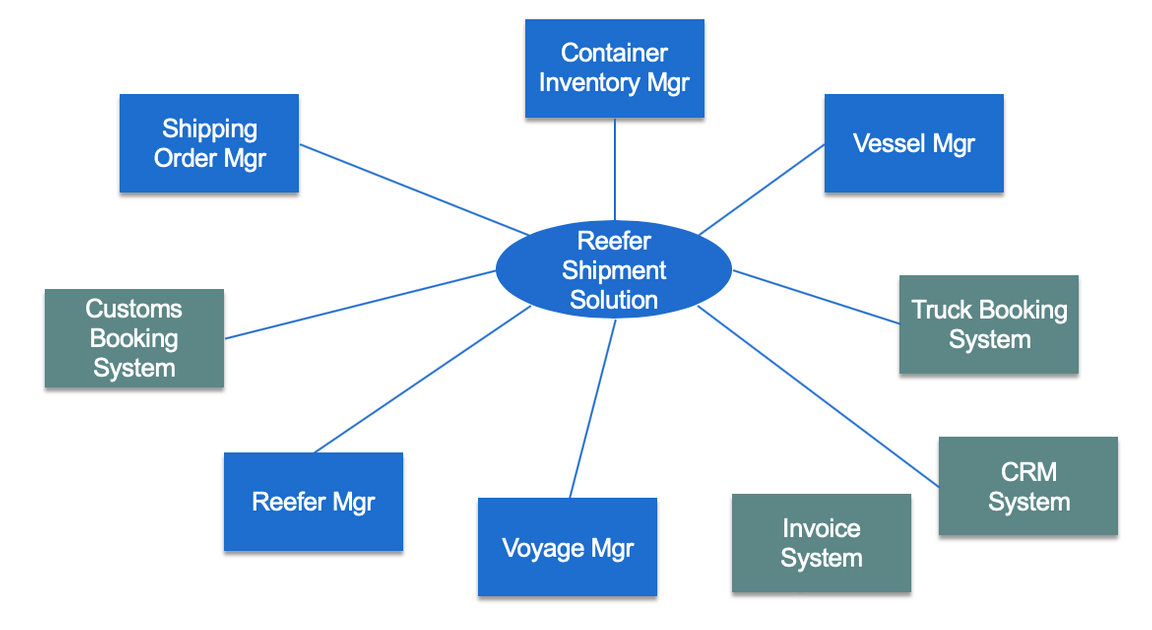 Container
Inventory Mgr
Shipping
Order Mgr
Vessel Mgr
Reefer
Shipment
Solution
Customs
Booking
System
Truck Booking
System
CRM
System
Reefer Mgr
Voyage Mgr
Invoice
System